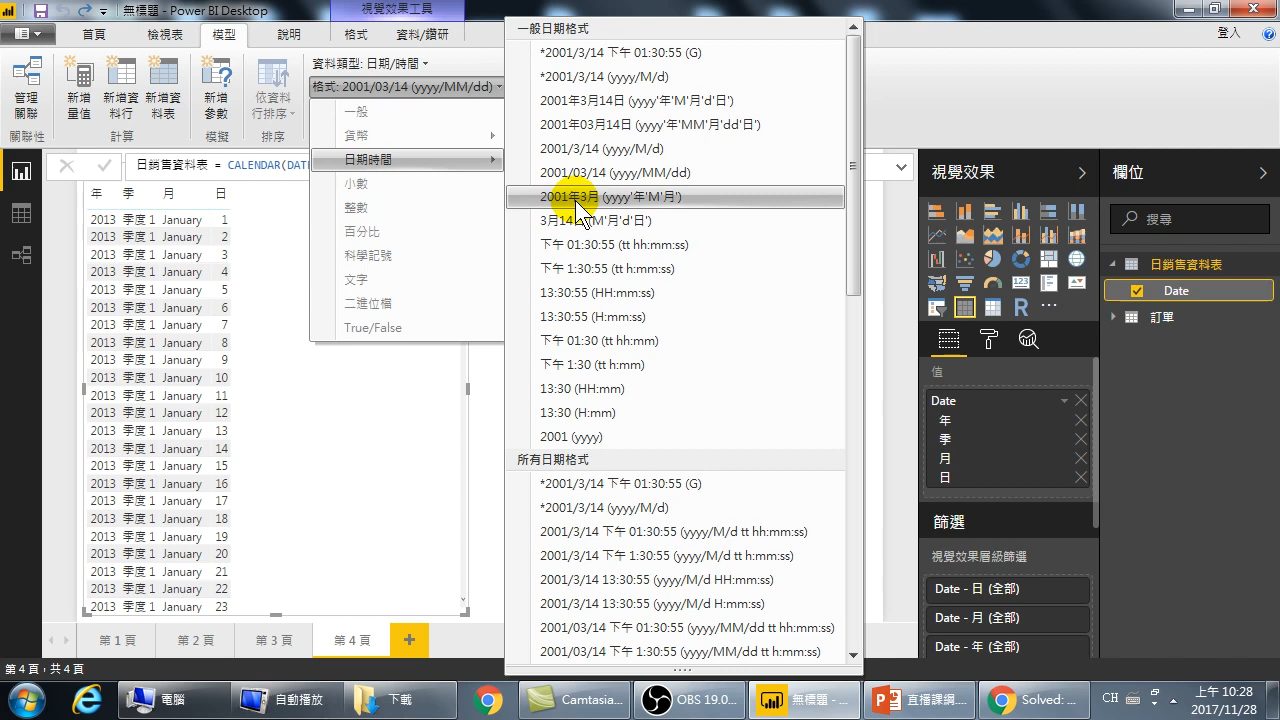 無標題 - Power BI Desktop
視覺效果工具
首頁 檢視表 模型 說明 格式 資料/鑽研 登入
管理關聯
新增量值
新增資料行
新增資料表
新增參數
依資料行排序
資料類型: 日期/時間
格式: 2001/03/14 (yyyy/MM/dd)
關聯性 計算 模擬 排序
一般
貨幣
日期時間
小數
整數
百分比
科學記號
文字
二進位檔
True/False
一般日期格式
*2001/3/14 下午 01:30:55 (G)
*2001/3/14 (yyyy/M/d)
2001年3月14日 (yyyy'年'M'月'd'日')
2001年03月14日 (yyyy'年'MM'月'dd'日')
2001/3/14 (yyyy/M/d)
2001/03/14 (yyyy/MM/dd)
2001年3月 (yyyy'年'M'月')
3月14 'M'月'd'日')
下午 01:30:55 (tt hh:mm:ss)
下午 1:30:55 (tt h:mm:ss)
13:30:55 (HH:mm:ss)
13:30:55 (H:mm:ss)
下午 01:30 (tt hh:mm)
下午 1:30 (tt h:mm)
13:30 (HH:mm)
13:30 (H:mm)
2001 (yyyy)
所有日期格式
*2001/3/14 下午 01:30:55 (G)
*2001/3/14 (yyyy/M/d)
2001/3/14 下午 01:30:55 (yyyy/M/d tt hh:mm:ss)
2001/3/14 下午 1:30:55 (yyyy/M/d tt h:mm:ss)
2001/3/14 13:30:55 (yyyy/M/d HH:mm:ss)
2001/3/14 13:30:55 (yyyy/M/d H:mm:ss)
2001/03/14 下午 01:30:55 (yyyy/MM/dd tt hh:mm:ss)
2001/03/14 下午 1:30:55 (yyyy/MM/dd tt h:mm:ss)
日銷售資料表 = CALENDAR(DAT
年 季 月 日
2013 季度 1 January 1
2013 季度 1 January 2
2013 季度 1 January 3
2013 季度 1 January 4
2013 季度 1 January 5
2013 季度 1 January 6
2013 季度 1 January 7
2013 季度 1 January 8
2013 季度 1 January 9
2013 季度 1 January 10
2013 季度 1 January 11
2013 季度 1 January 12
2013 季度 1 January 13
2013 季度 1 January 14
2013 季度 1 January 15
2013 季度 1 January 16
2013 季度 1 January 17
2013 季度 1 January 18
2013 季度 1 January 19
2013 季度 1 January 20
2013 季度 1 January 21
2013 季度 1 January 22
2013 季度 1 January 23
視覺效果
值
Date
年
季
月
日
篩選
視覺效果層級篩選
Date - 日 (全部)
Date - 月 (全部)
Date - 年 (全部)
欄位
搜尋
日銷售資料表
Date
訂單
第 1 頁 第 2 頁 第 3 頁 第 4 頁
第 4 頁，共 4 頁
電腦 自動播放 下載 Camtasia... OBS 19.0... 無標題 - ... 直播課綱... Solved: ... CH
上午 10:28
2017/11/28